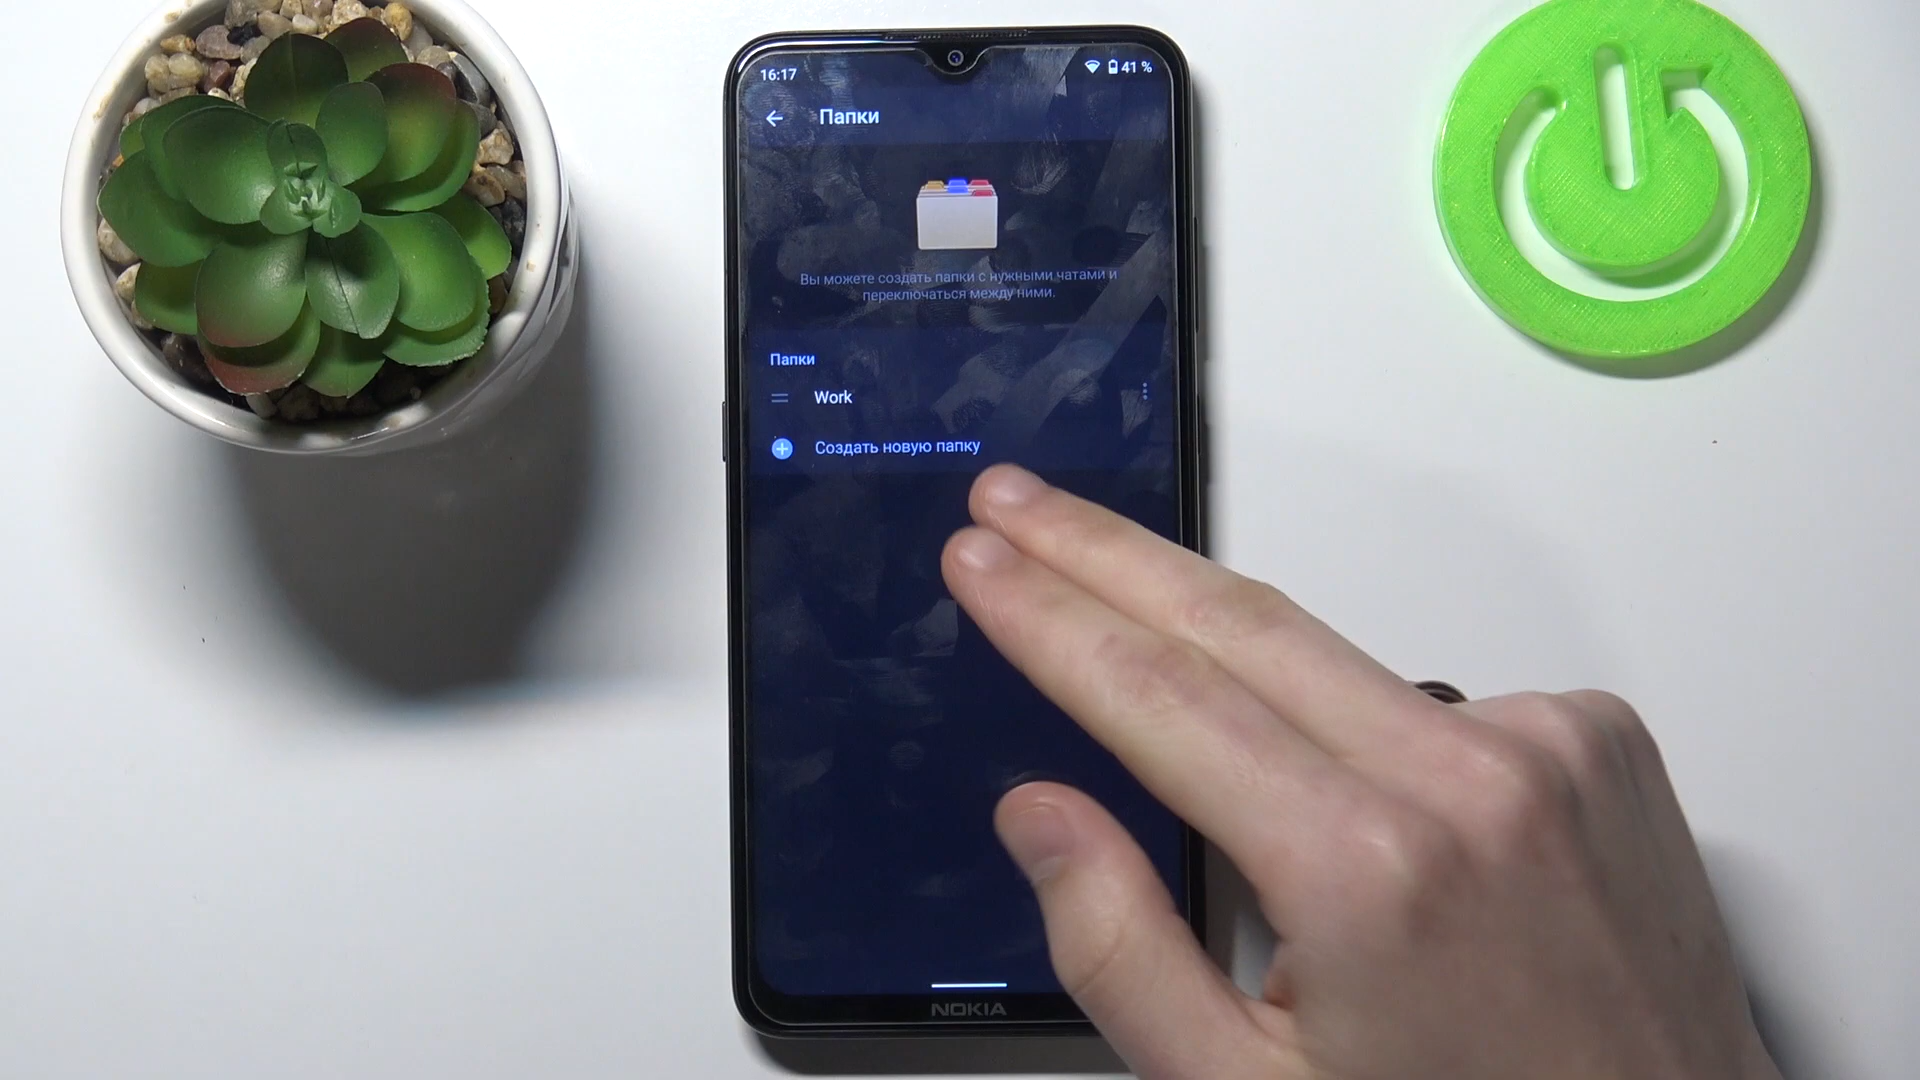 16:17
41 %
Папки
Вы можете создать папки с нужными чатами и
переключаться между ними.
Папки
Work
Создать новую папку
NOKIA